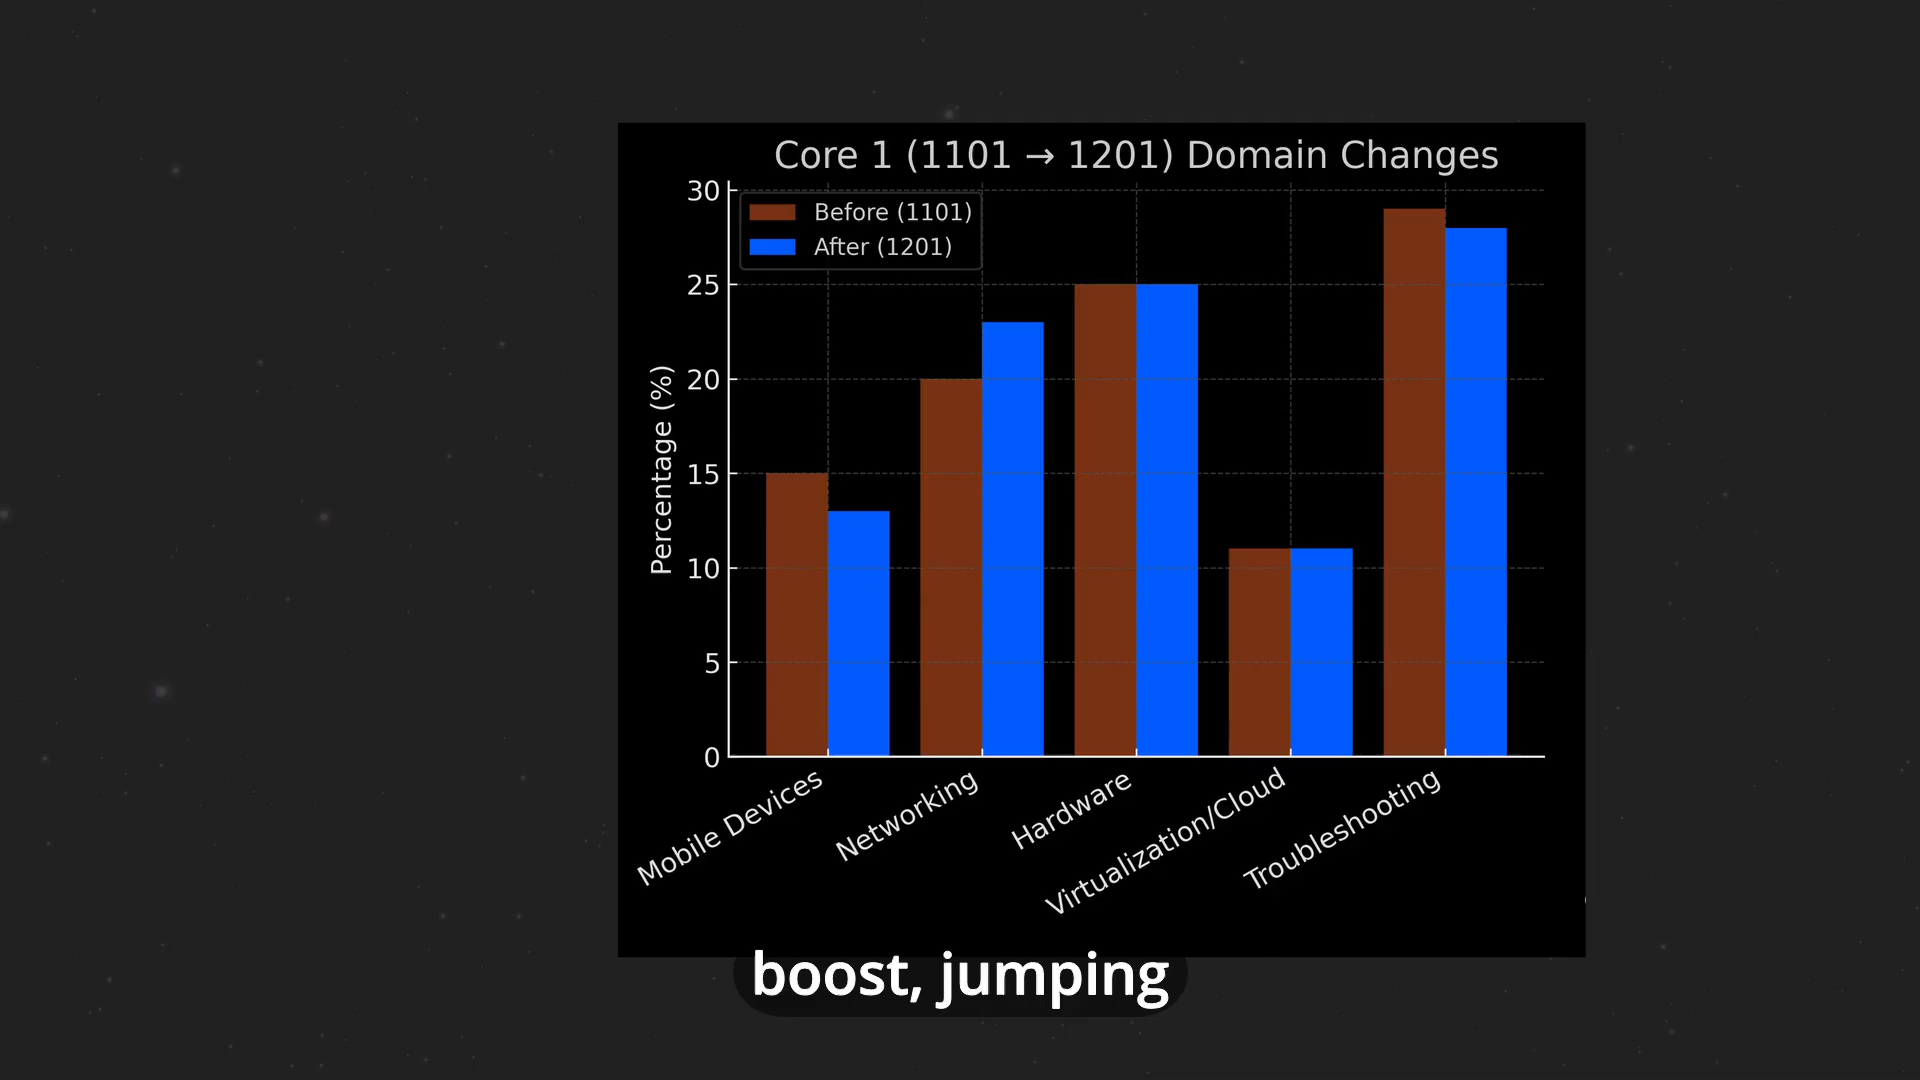 Core 1 (1101 → 1201) Domain Changes
Before (1101)
After (1201)
Percentage (%)
30
25
20
15
10
5
0
Mobile Devices
Networking
Hardware
Virtualization/Cloud
Troubleshooting
boost, jumping